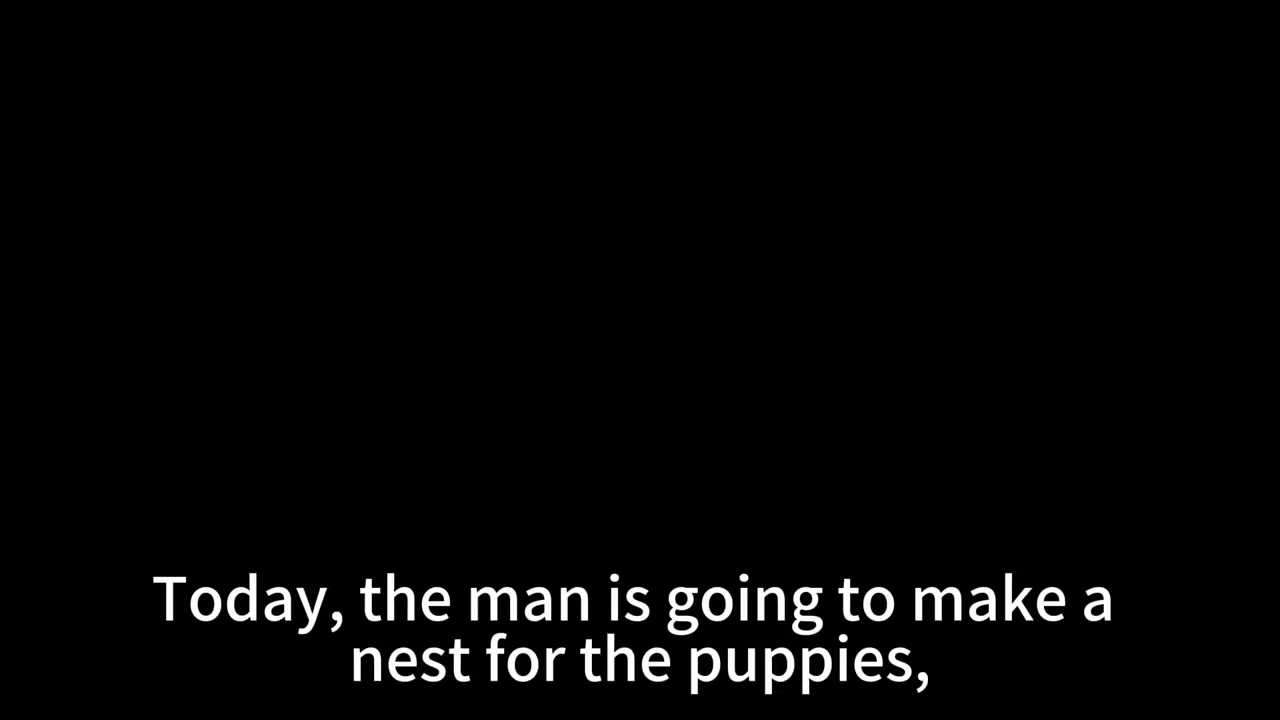 Today, the man is going to make a
nest for the puppies,